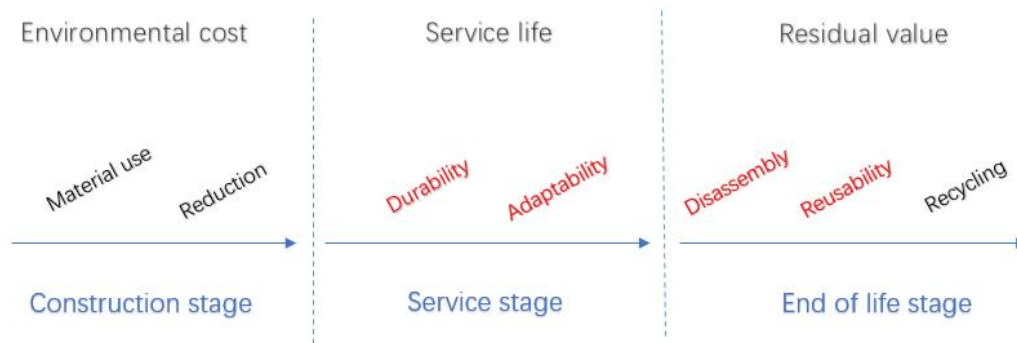 Environmental cost
Service life
Residual value
Material use
Reduction
Durability
Adaptability
Disassembly
Reusability
Recycling
Construction stage
Service stage
End of life stage